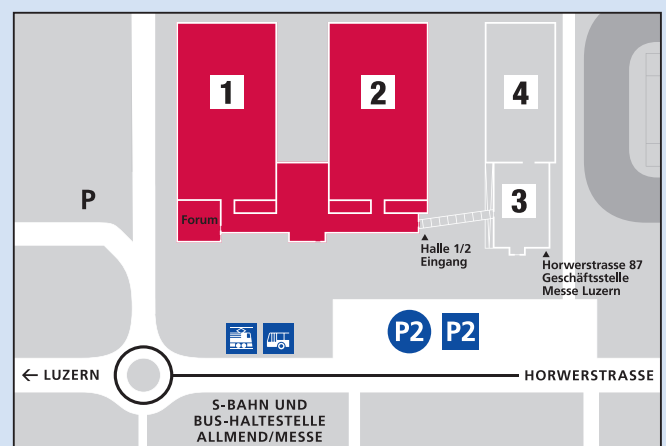 1
2
4
P
Forum
3
Halle 1/2
Eingang
Horwerstrasse 87
Geschäftsstelle
Messe Luzern
P2
P2
← LUZERN
HORWERSTRASSE
S-BAHN UND
BUS-HALTESTELLE
ALLMEND/MESSE